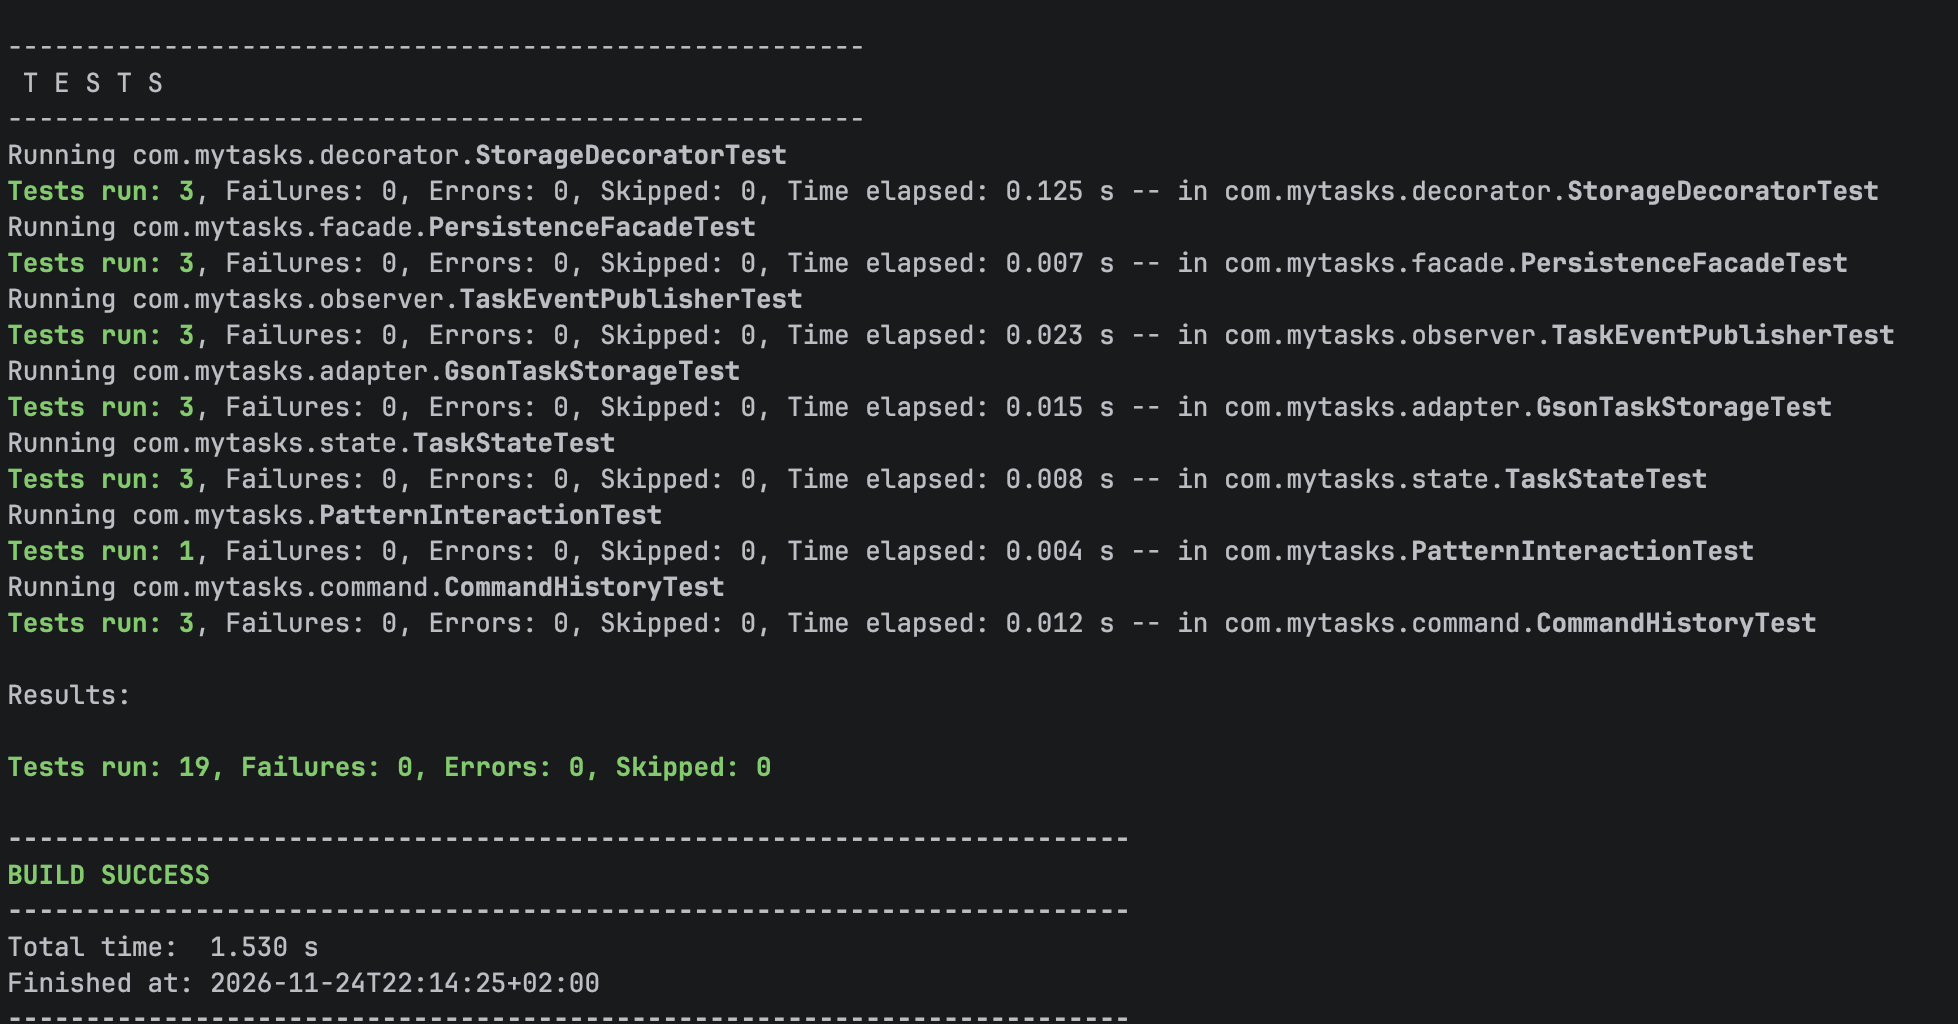 -------------------------------------------------------
 T E S T S
-------------------------------------------------------
Running com.mytasks.decorator.StorageDecoratorTest
Tests run: 3, Failures: 0, Errors: 0, Skipped: 0, Time elapsed: 0.125 s -- in com.mytasks.decorator.StorageDecoratorTest
Running com.mytasks.facade.PersistenceFacadeTest
Tests run: 3, Failures: 0, Errors: 0, Skipped: 0, Time elapsed: 0.007 s -- in com.mytasks.facade.PersistenceFacadeTest
Running com.mytasks.observer.TaskEventPublisherTest
Tests run: 3, Failures: 0, Errors: 0, Skipped: 0, Time elapsed: 0.023 s -- in com.mytasks.observer.TaskEventPublisherTest
Running com.mytasks.adapter.GsonTaskStorageTest
Tests run: 3, Failures: 0, Errors: 0, Skipped: 0, Time elapsed: 0.015 s -- in com.mytasks.adapter.GsonTaskStorageTest
Running com.mytasks.state.TaskStateTest
Tests run: 3, Failures: 0, Errors: 0, Skipped: 0, Time elapsed: 0.008 s -- in com.mytasks.state.TaskStateTest
Running com.mytasks.PatternInteractionTest
Tests run: 1, Failures: 0, Errors: 0, Skipped: 0, Time elapsed: 0.004 s -- in com.mytasks.PatternInteractionTest
Running com.mytasks.command.CommandHistoryTest
Tests run: 3, Failures: 0, Errors: 0, Skipped: 0, Time elapsed: 0.012 s -- in com.mytasks.command.CommandHistoryTest
Results:
Tests run: 19, Failures: 0, Errors: 0, Skipped: 0
------------------------------------------------------------------------
BUILD SUCCESS
------------------------------------------------------------------------
Total time:  1.530 s
Finished at: 2026-11-24T22:14:25+02:00
------------------------------------------------------------------------